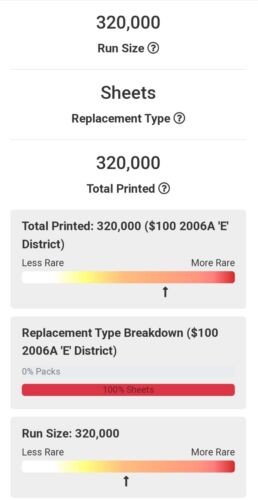 320,000
Run Size ?
Sheets
Replacement Type ?
320,000
Total Printed ?
Total Printed: 320,000 ($100 2006A 'E'
District)
Less Rare More Rare
Replacement Type Breakdown ($100
2006A 'E' District)
0% Packs
100% Sheets
Run Size: 320,000
Less Rare More Rare